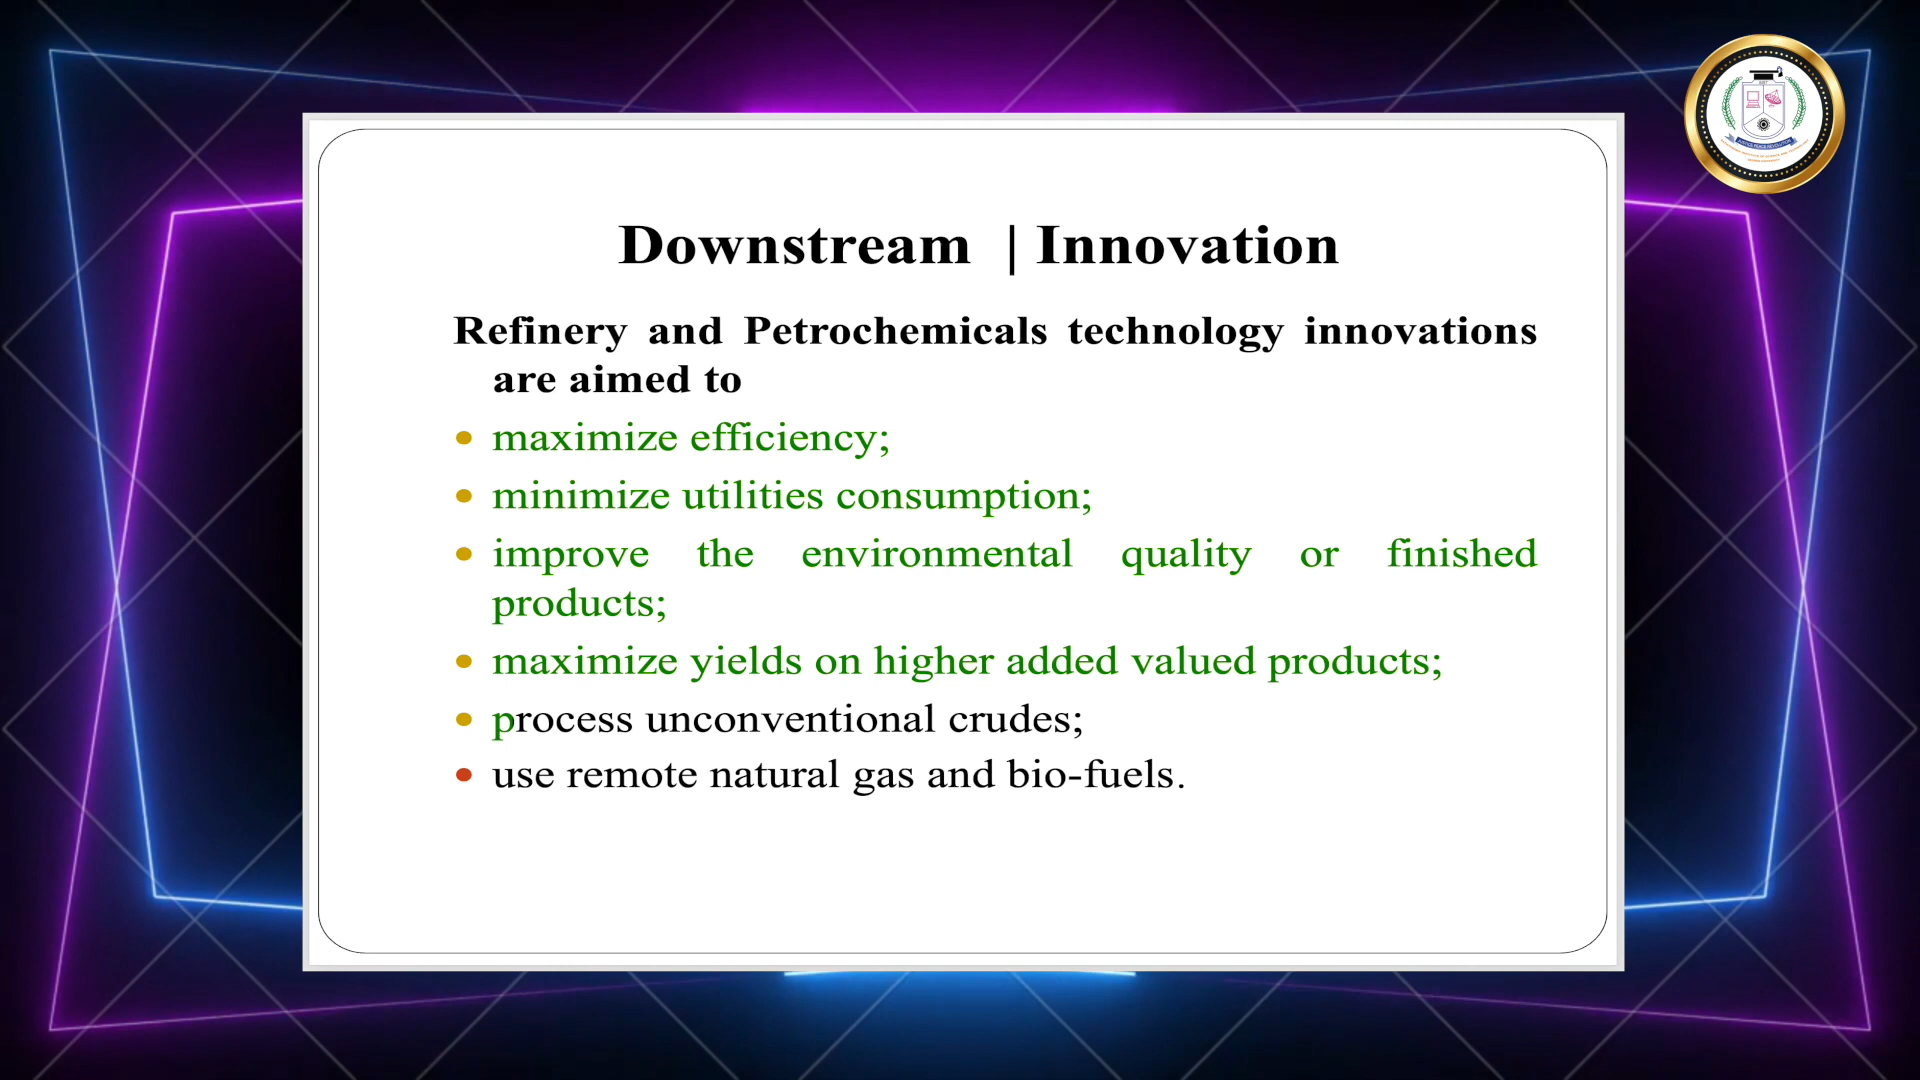 Downstream | Innovation
Refinery and Petrochemicals technology innovations
are aimed to
• maximize efficiency;
• minimize utilities consumption;
• improve the environmental quality or finished
products;
• maximize yields on higher added valued products;
• process unconventional crudes;
• use remote natural gas and bio-fuels.